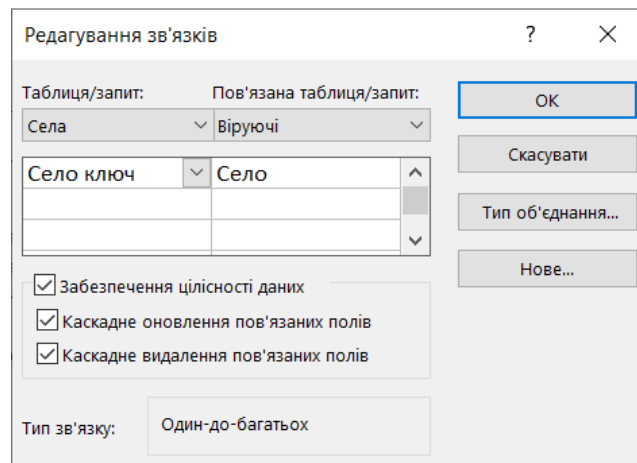 Редагування зв'язків ?
Таблиця/запит: Пов'язана таблиця/запит:
Села Віруючі
Село ключ Село
Забезпечення цілісності даних
Каскадне оновлення пов'язаних полів
Каскадне видалення пов'язаних полів
Тип зв'язку: Один-до-багатьох
ОК
Скасувати
Тип об'єднання...
Нове...